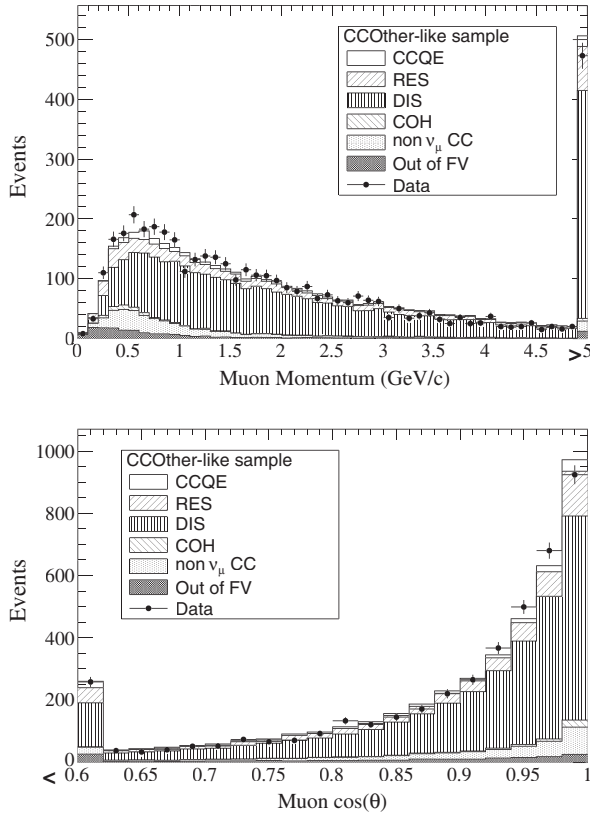 CCOther-like sample
CCQE
RES
DIS
COH
non νμ CC
Out of FV
Data
Events
500
400
300
200
100
0
0 0.5 1 1.5 2 2.5 3 3.5 4 4.5 > 5
Muon Momentum (GeV/c)
CCOther-like sample
CCQE
RES
DIS
COH
non νμ CC
Out of FV
Data
Events
1000
800
600
400
200
0
< 0.6 0.65 0.7 0.75 0.8 0.85 0.9 0.95 1
Muon cos(θ)